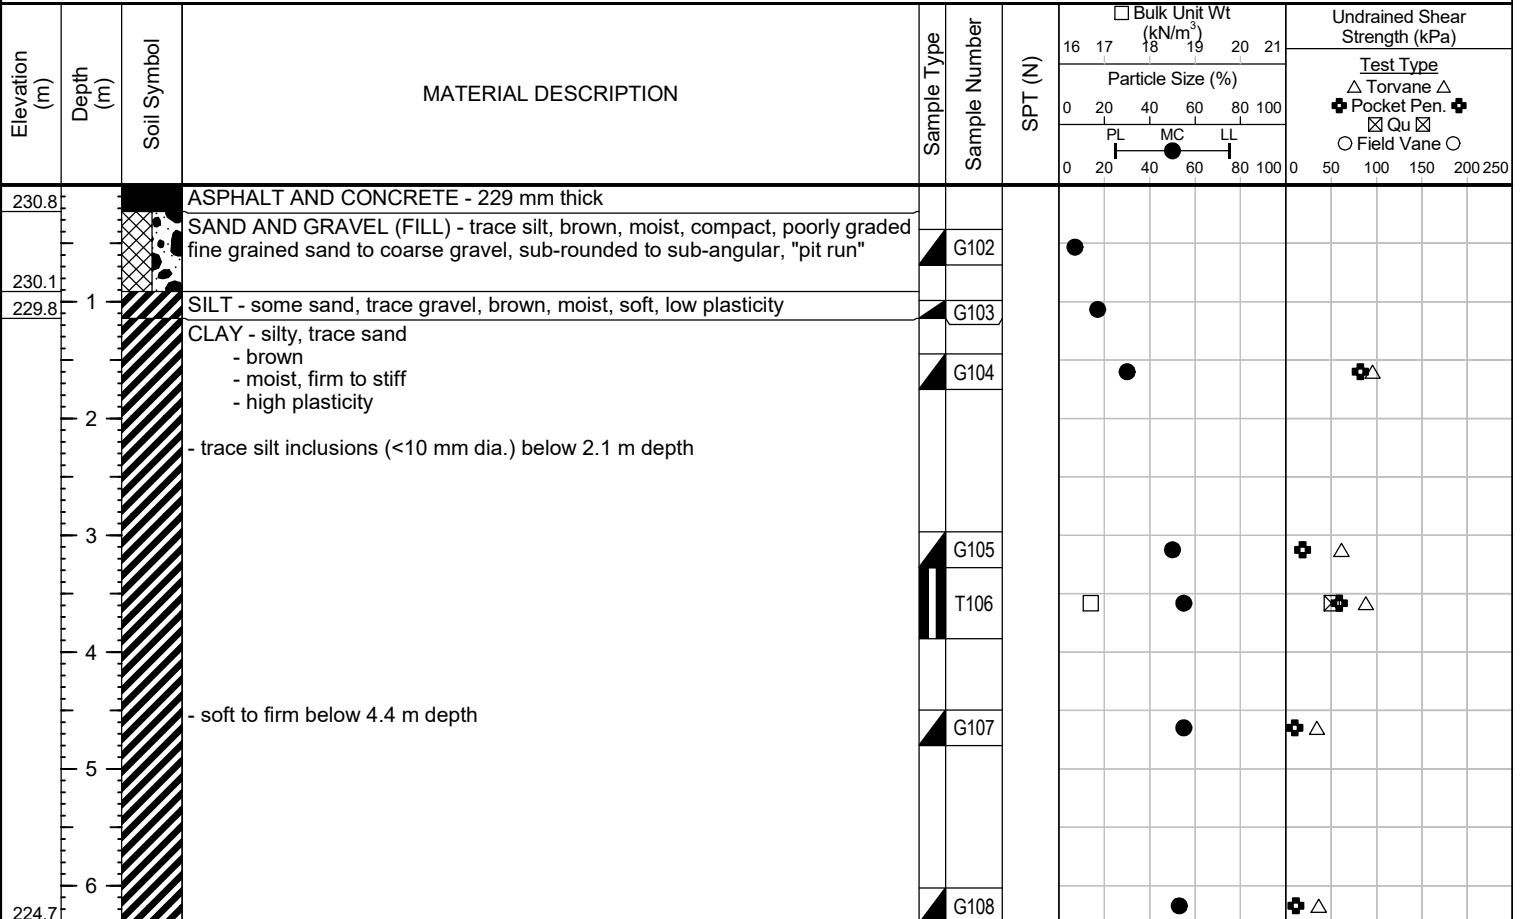 Elevation (m)
Depth (m)
Soil Symbol
MATERIAL DESCRIPTION
Sample Type
Sample Number
SPT (N)
Bulk Unit Wt
(kN/m³)
16 17 18 19 20 21
Particle Size (%)
0 20 40 60 80 100
PL MC LL
0 20 40 60 80 100
Undrained Shear
Strength (kPa)
Test Type
△ Torvane △
Pocket Pen.
Qu
○ Field Vane ○
0 50 100 150 200 250
230.8
ASPHALT AND CONCRETE - 229 mm thick
SAND AND GRAVEL (FILL) - trace silt, brown, moist, compact, poorly graded
fine grained sand to coarse gravel, sub-rounded to sub-angular, "pit run"
G102
230.1
1
229.8
SILT - some sand, trace gravel, brown, moist, soft, low plasticity
G103
CLAY - silty, trace sand
- brown
- moist, firm to stiff
- high plasticity
G104
2
- trace silt inclusions (<10 mm dia.) below 2.1 m depth
3
G105
T106
4
- soft to firm below 4.4 m depth
G107
5
6
G108
224.7